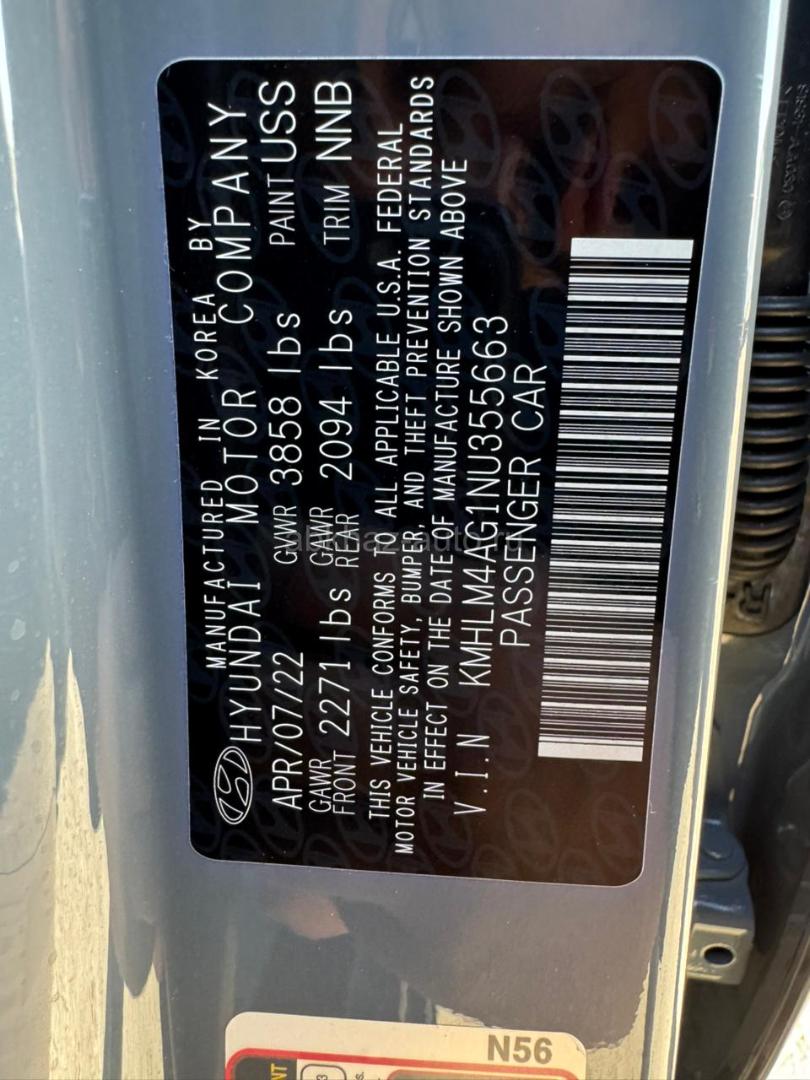 MANUFACTURED IN KOREA BY
HYUNDAI MOTOR COMPANY
APR/07/22 GVWR 3858 lbs PAINT USS
GAWR FRONT 2271 lbs GAWR REAR 2094 lbs TRIM NNB
THIS VEHICLE CONFORMS TO ALL APPLICABLE U.S.A. FEDERAL
MOTOR VEHICLE SAFETY, BUMPER, AND THEFT PREVENTION STANDARDS
IN EFFECT ON THE DATE OF MANUFACTURE SHOWN ABOVE
V.I.N KMHLM4AG1NU355663
PASSENGER CAR
N56